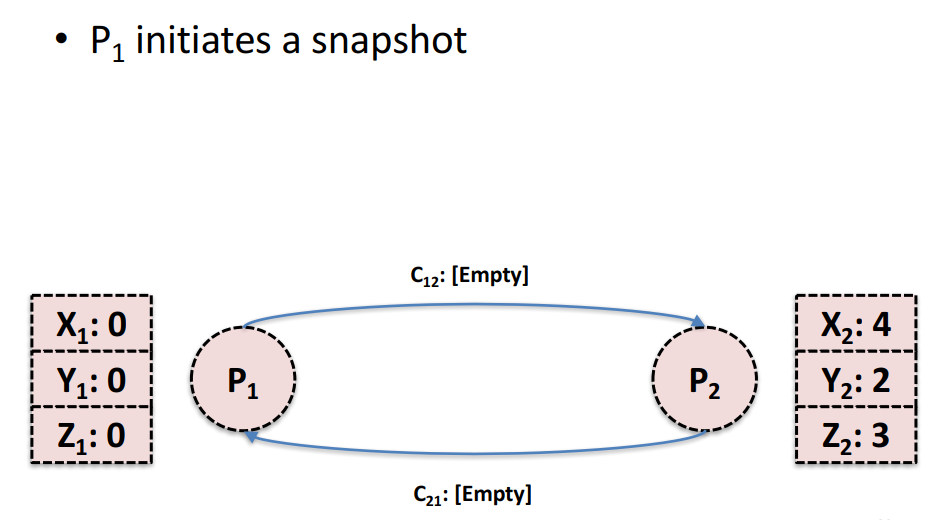 • P₁ initiates a snapshot
C₁₂: [Empty]
X₁: 0
Y₁: 0
Z₁: 0
P₁
P₂
X₂: 4
Y₂: 2
Z₂: 3
C₂₁: [Empty]